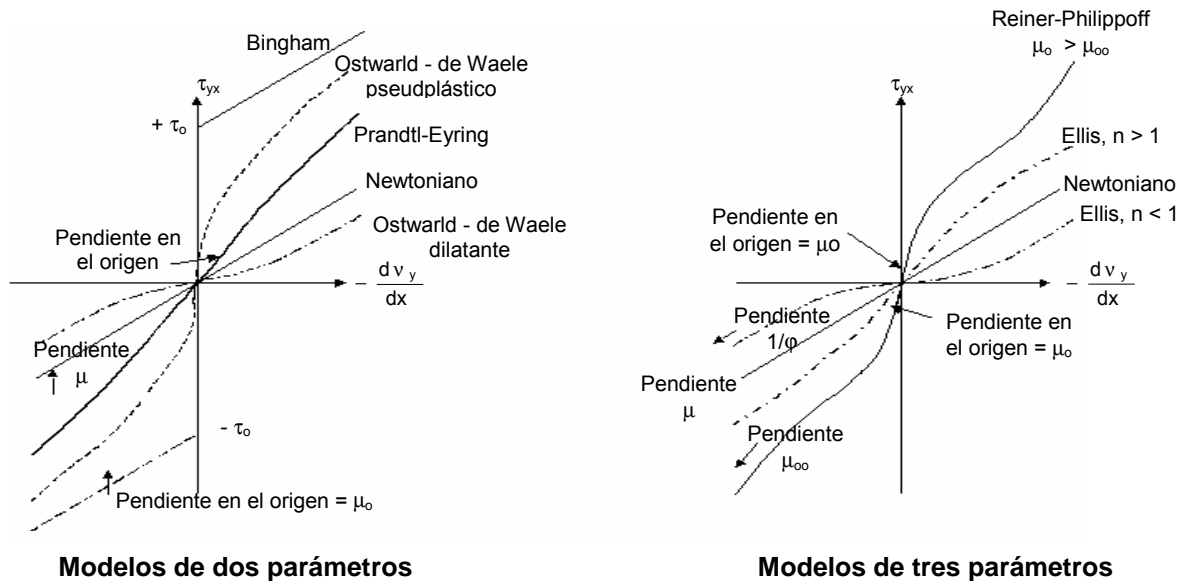 Bingham
Ostwarld - de Waele
pseudplástico
τyx
+ τo
Prandtl-Eyring
Newtoniano
Pendiente en
el origen
Ostwarld - de Waele
dilatante
− d ν y
dx
Pendiente
μ
- τo
Pendiente en el origen = μo
Modelos de dos parámetros
Reiner-Philippoff
μo > μoo
τyx
Ellis, n > 1
Newtoniano
Ellis, n < 1
Pendiente en
el origen = μo
− d ν y
dx
Pendiente
1/φ
Pendiente en
el origen = μo
Pendiente
μ
Pendiente
μoo
Modelos de tres parámetros